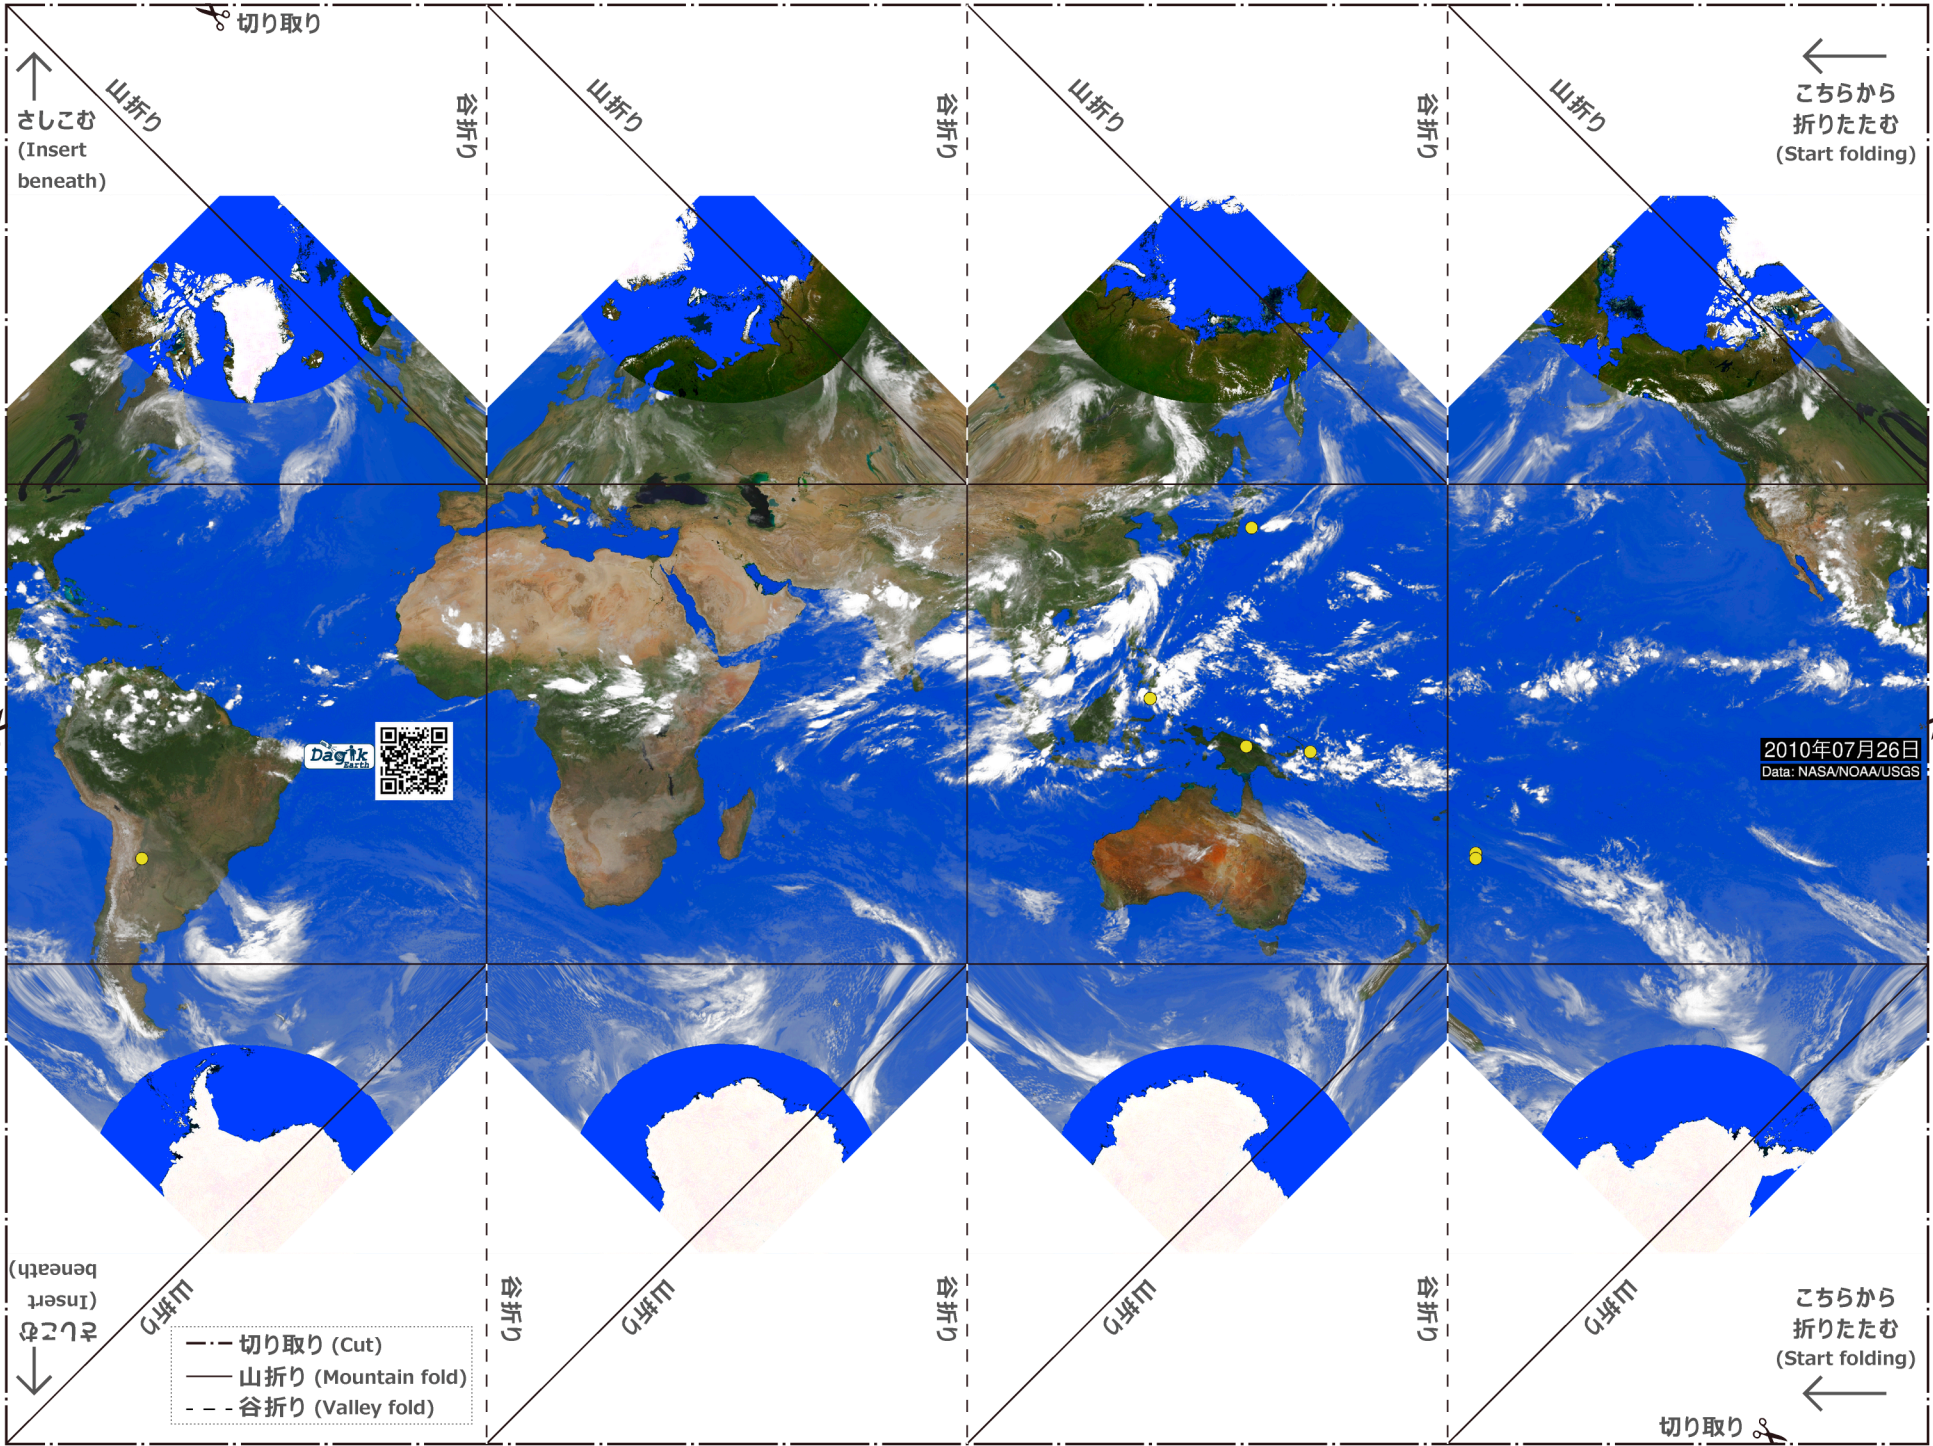 切り取り
山折り
谷折り
山折り
谷折り
山折り
谷折り
山折り
さしこむ
(Insert
beneath)
こちらから
折りたたむ
(Start folding)
Dagik
Earth
2010年07月26日
Data: NASA/NOAA/USGS
さしこむ
(Insert
beneath)
山折り
谷折り
山折り
谷折り
山折り
谷折り
山折り
こちらから
折りたたむ
(Start folding)
切り取り (Cut)
山折り (Mountain fold)
谷折り (Valley fold)
切り取り